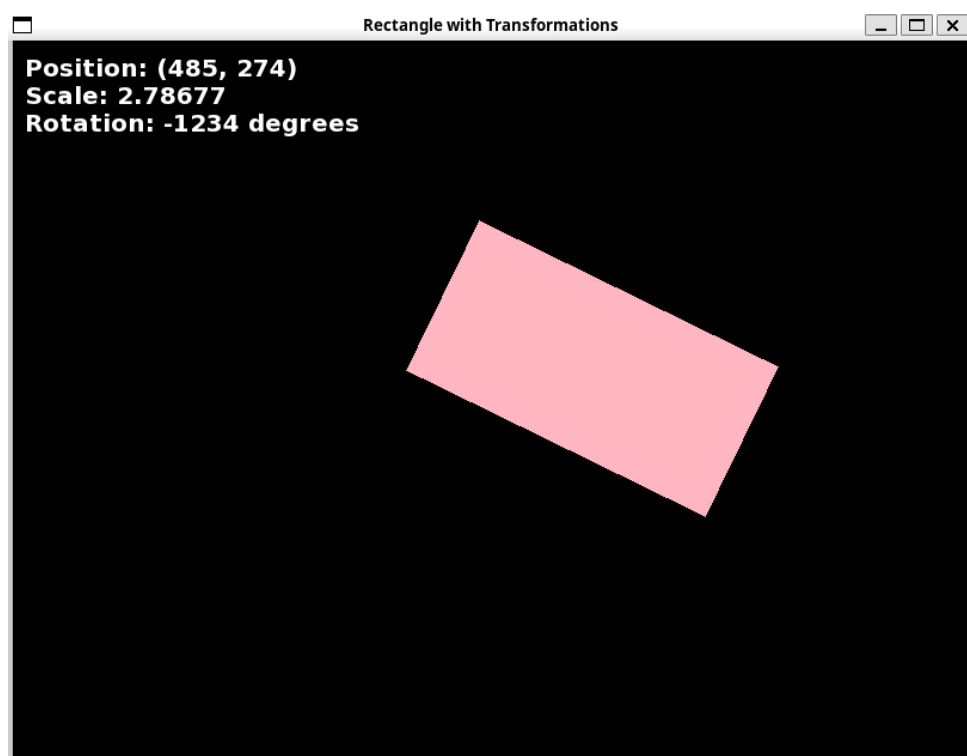 Rectangle with Transformations
Position: (485, 274)
Scale: 2.78677
Rotation: -1234 degrees